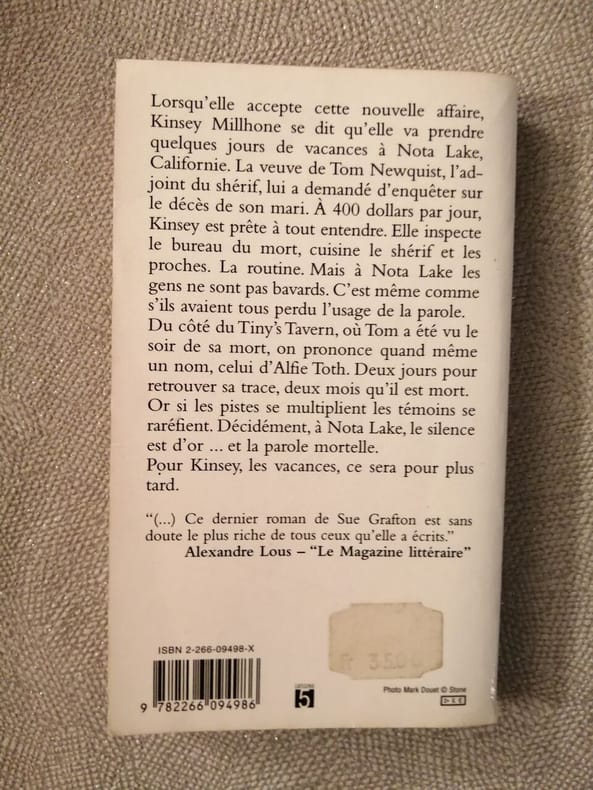 Lorsqu'elle accepte cette nouvelle affaire,
Kinsey Millhone se dit qu'elle va prendre
quelques jours de vacances à Nota Lake,
Californie. La veuve de Tom Newquist, l'ad-
joint du shérif, lui a demandé d'enquêter sur
le décès de son mari. À 400 dollars par jour,
Kinsey est prête à tout entendre. Elle inspecte
le bureau du mort, cuisine le shérif et les
proches. La routine. Mais à Nota Lake les
gens ne sont pas bavards. C'est même comme
s'ils avaient tous perdu l'usage de la parole.
Du côté du Tiny's Tavern, où Tom a été vu le
soir de sa mort, on prononce quand même
un nom, celui d'Alfie Toth. Deux jours pour
retrouver sa trace, deux mois qu'il est mort.
Or si les pistes se multiplient les témoins se
raréfient. Décidément, à Nota Lake, le silence
est d'or ... et la parole mortelle.
Pour Kinsey, les vacances, ce sera pour plus
tard.
“(...) Ce dernier roman de Sue Grafton est sans
doute le plus riche de tous ceux qu'elle a écrits.”
Alexandre Lous – “Le Magazine littéraire”
ISBN 2-266-09498-X
9 782266 094986
5
Photo Mark Douet © Stone